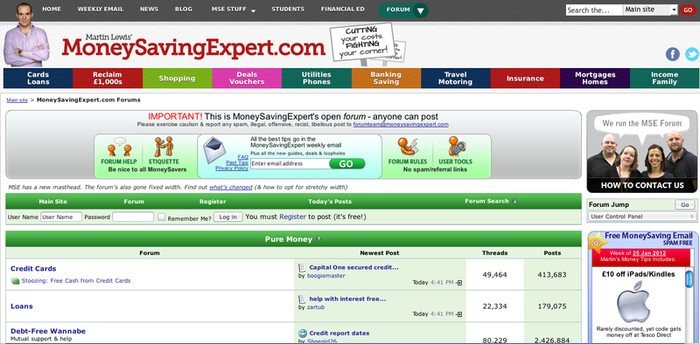 HOME WEEKLY EMAIL NEWS BLOG MSE STUFF STUDENTS FINANCIAL ED FORUM Search the... Main site GO
Martin Lewis'
MoneySavingExpert.com
CUTTING
your costs,
FIGHTING
your corner!
Cards
Loans
Reclaim
£1,000s
Shopping
Deals
Vouchers
Utilities
Phones
Banking
Saving
Travel
Motoring
Insurance
Mortgages
Homes
Income
Family
Main site > MoneySavingExpert.com Forums
IMPORTANT! This is MoneySavingExpert's open forum - anyone can post
Please exercise caution & report any spam, illegal, offensive, racist, libellous post to forumteam@moneysavingexpert.com
FORUM HELP ETIQUETTE
Be nice to all MoneySavers
All the best tips go in the
MoneySaving weekly email
Plus all the new guides, deals & loopholes
FAQ
Past Tips
Privacy Policy
Enter email address GO
FORUM RULES USER TOOLS
No spam/referral links
We run the MSE Forum
HOW TO CONTACT US
MSE has a new masthead. The forum's also gone fixed width. Find out what's changed (& how to opt for stretchy width)
Main Site Forum Register Today's Posts Forum Search
User Name User Name Password Remember Me? Log in You must Register to post (it's free!)
Forum Jump Go
User Control Panel
Pure Money
Forum Newest Post Threads Posts
Credit Cards
Stoozing: Free Cash from Credit Cards
Capital One secured credit...
by boogiemaster
Today 4:41 PM
49,464 413,683
Loans
help with interest free...
by zartub
Today 4:41 PM
22,334 179,075
Debt-Free Wannabe
Mutual support & help
Credit report dates
by Shoegirl26
80,229 2,426,884
Free MoneySaving Email
SPAM FREE
Week of 25 Jan 2012
Martin's Money Tips Includes:
£10 off iPads/Kindles
Rarely discounted, yet code gets
money off at Tesco Direct